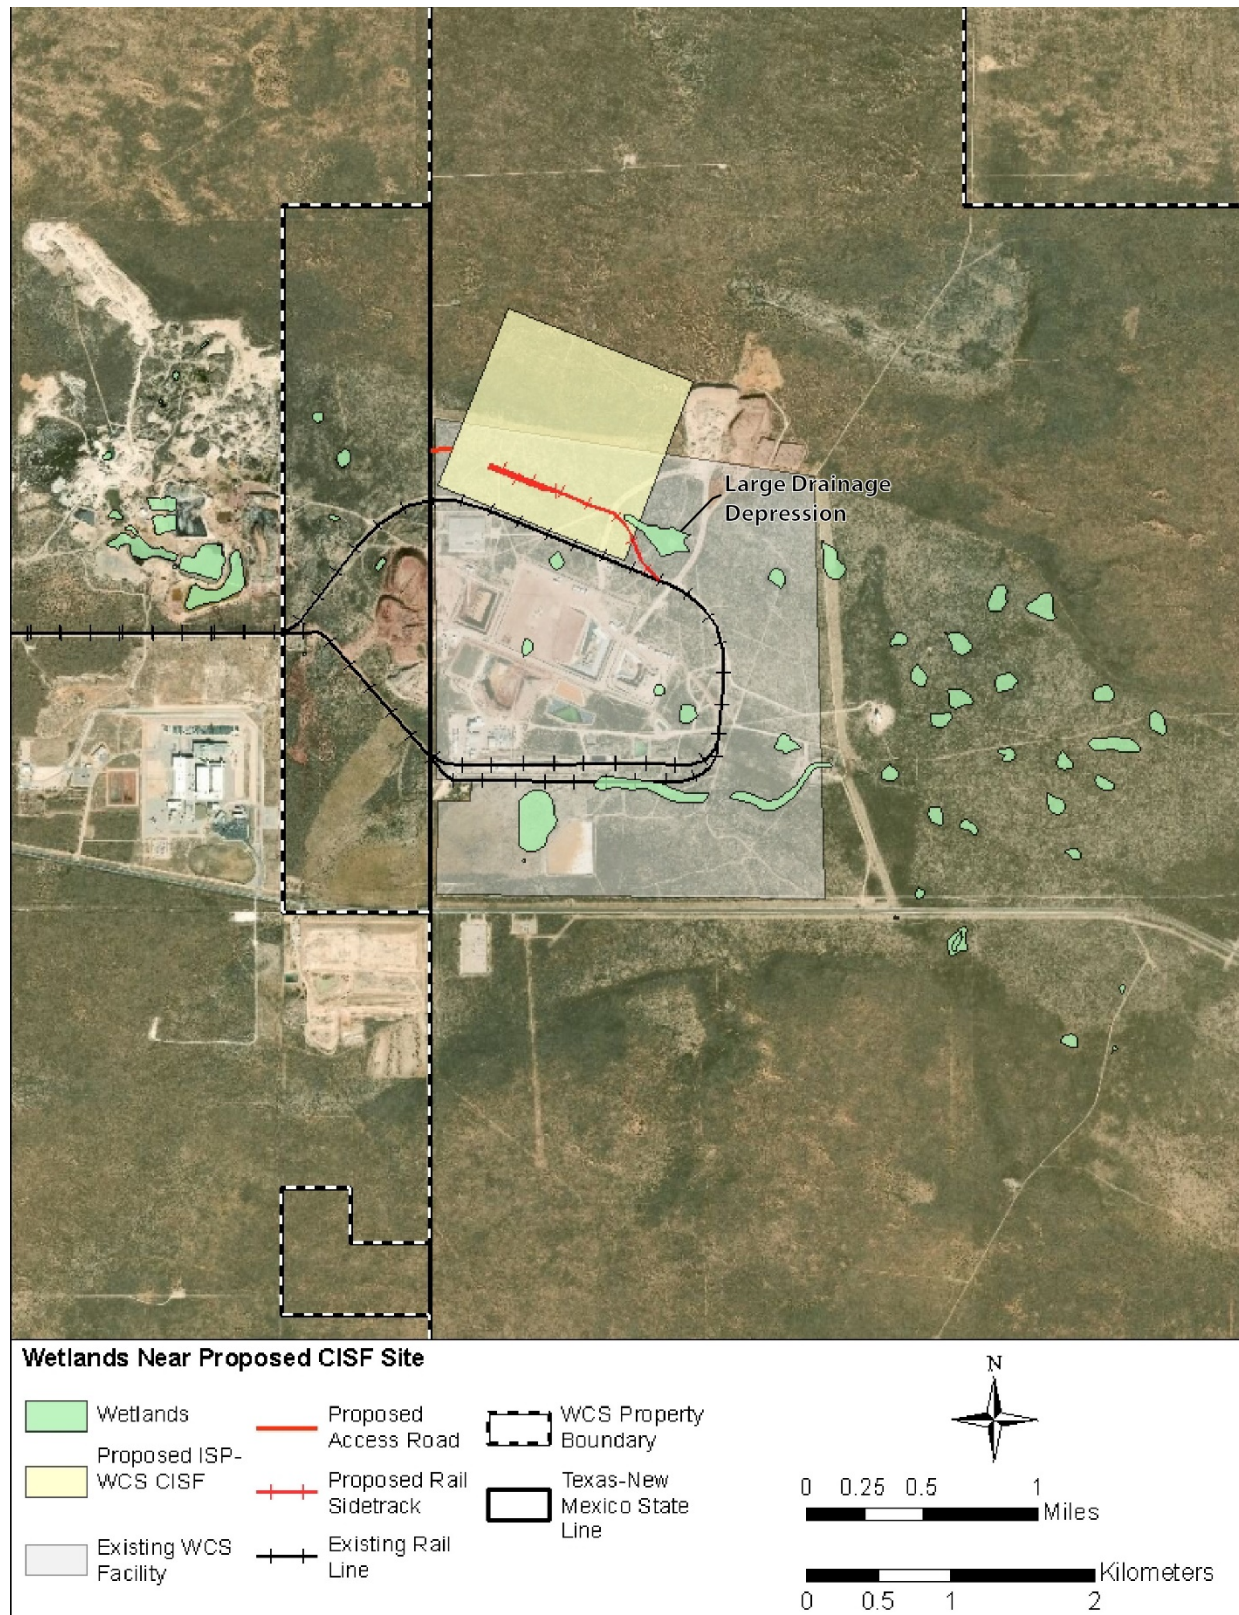 Large Drainage
Depression
Wetlands Near Proposed CISF Site
Wetlands
Proposed ISP-
WCS CISF
Existing WCS
Facility
Proposed
Access Road
Proposed Rail
Sidetrack
Existing Rail
Line
WCS Property
Boundary
Texas-New
Mexico State
Line
N
0 0.25 0.5 1
Miles
Kilometers
0 0.5 1 2